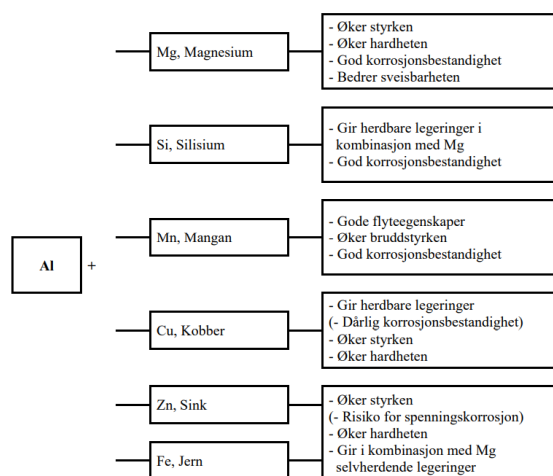 Mg, Magnesium
- Øker styrken
- Øker hardheten
- God korrosjonsbestandighet
- Bedrer sveisbarheten
Si, Silisium
- Gir herdbare legeringer i
kombinasjon med Mg
- God korrosjonsbestandighet
Al
+
Mn, Mangan
- Gode flyteegenskaper
- Øker bruddstyrken
- God korrosjonsbestandighet
Cu, Kobber
- Gir herdbare legeringer
(- Dårlig korrosjonsbestandighet)
- Øker styrken
- Øker hardheten
Zn, Sink
Fe, Jern
- Øker styrken
(- Risiko for spenningskorrosjon)
- Øker hardheten
- Gir i kombinasjon med Mg
selvherdende legeringer